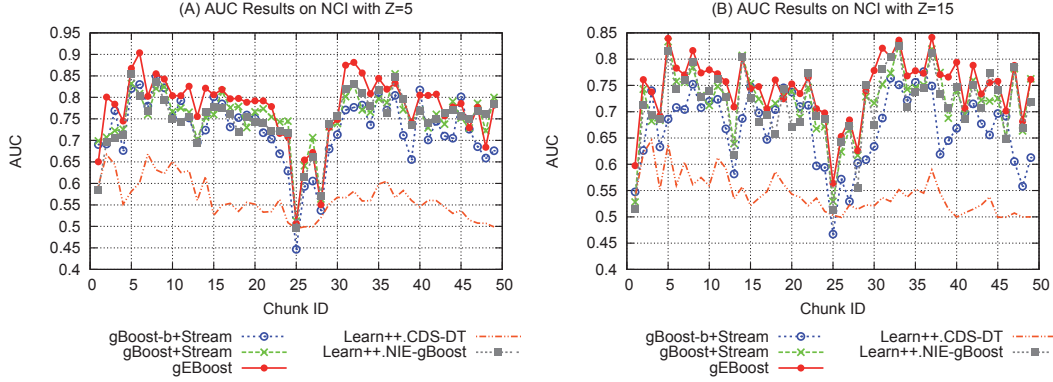 (A) AUC Results on NCI with Z=5
0.95
0.9
0.85
0.8
0.75
0.7
0.65
0.6
0.55
0.5
0.45
0.4
AUC
0 5 10 15 20 25 30 35 40 45 50
Chunk ID
gBoost-b+Stream
gBoost+Stream
gEBoost
Learn++.CDS-DT
Learn++.NIE-gBoost
(B) AUC Results on NCI with Z=15
0.85
0.8
0.75
0.7
0.65
0.6
0.55
0.5
0.45
0.4
AUC
0 5 10 15 20 25 30 35 40 45 50
Chunk ID
gBoost-b+Stream
gBoost+Stream
gEBoost
Learn++.CDS-DT
Learn++.NIE-gBoost